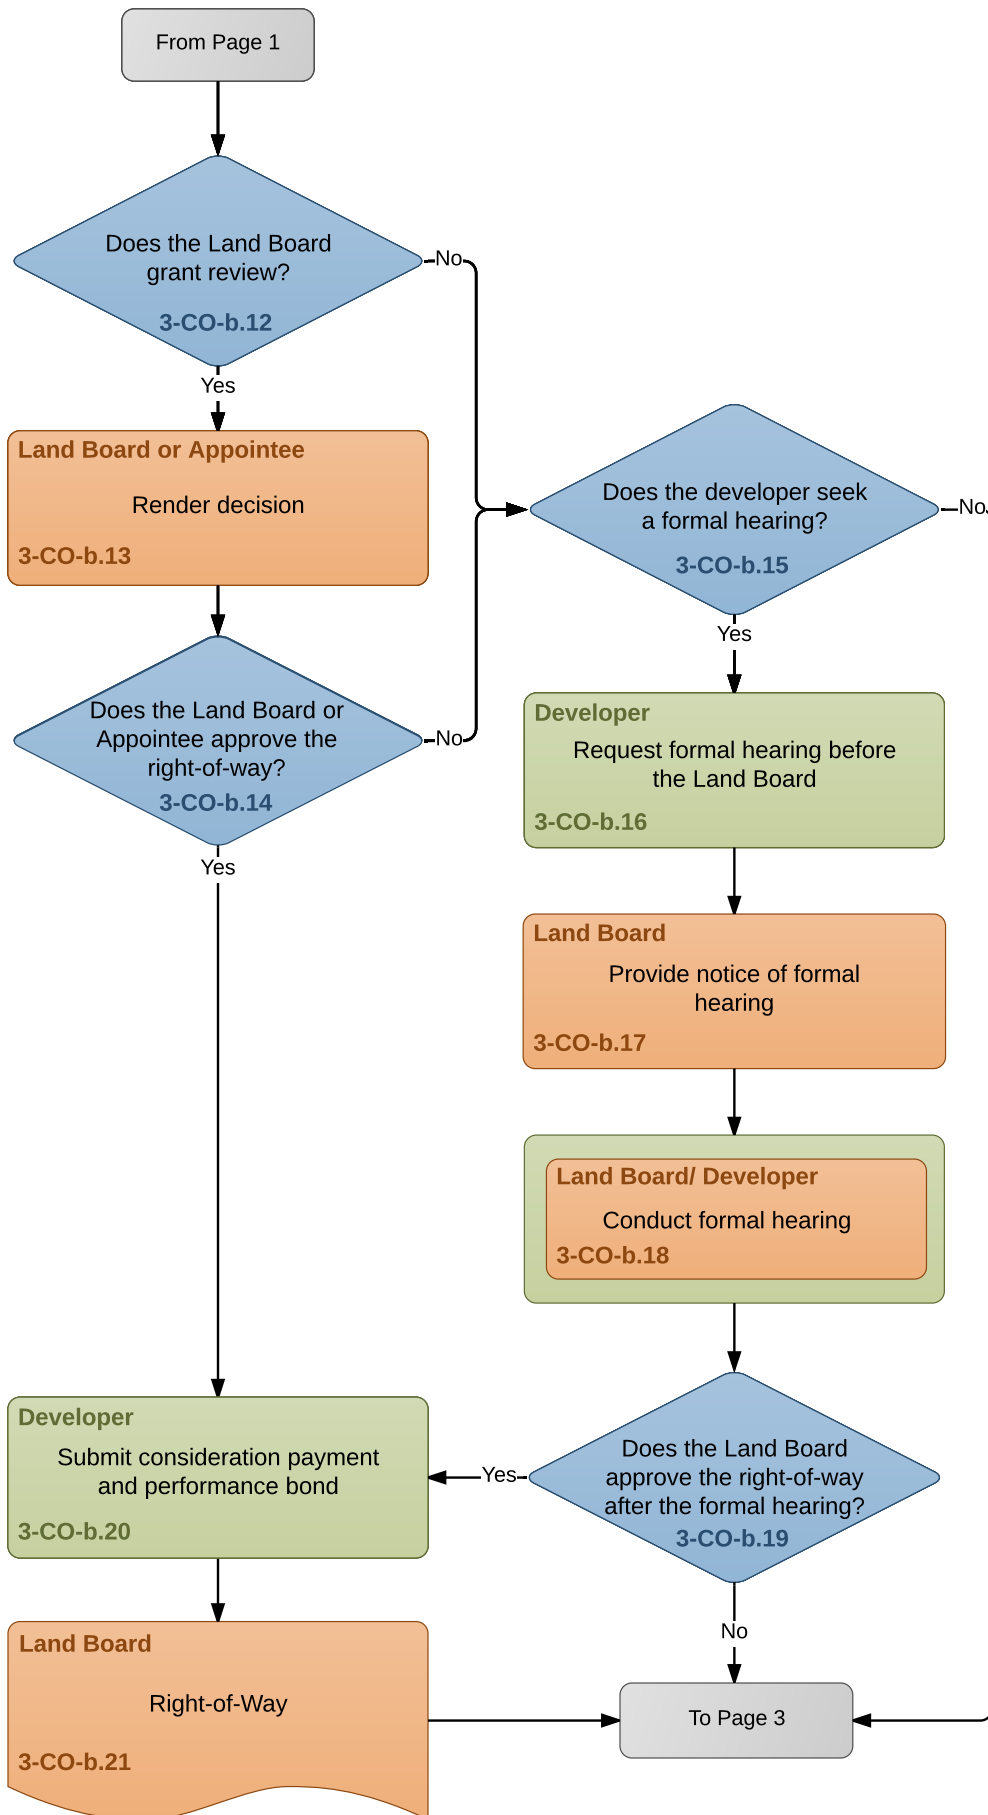 From Page 1
Does the Land Board
grant review?
3-CO-b.12
No
Yes
Land Board or Appointee
Render decision
3-CO-b.13
Does the Land Board or
Appointee approve the
right-of-way?
3-CO-b.14
No
Yes
Does the developer seek
a formal hearing?
3-CO-b.15
No
Yes
Developer
Request formal hearing before
the Land Board
3-CO-b.16
Land Board
Provide notice of formal
hearing
3-CO-b.17
Land Board/ Developer
Conduct formal hearing
3-CO-b.18
Does the Land Board
approve the right-of-way
after the formal hearing?
3-CO-b.19
Yes
No
Developer
Submit consideration payment
and performance bond
3-CO-b.20
Land Board
Right-of-Way
3-CO-b.21
To Page 3